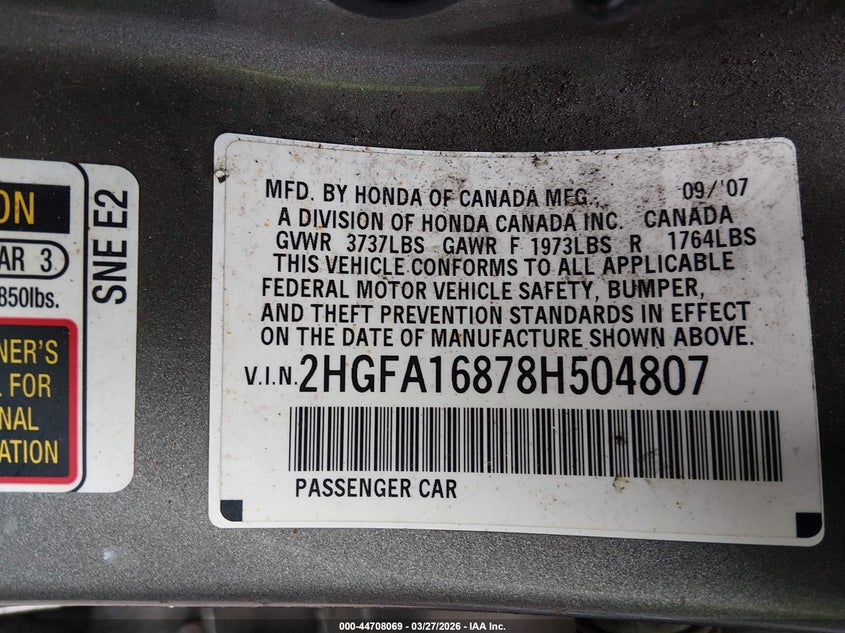 ON
AR 3
850lbs.
NER'S
L FOR
NAL
ATION
SNE E2
MFD. BY HONDA OF CANADA MFG., 09/'07
A DIVISION OF HONDA CANADA INC. CANADA
GVWR 3737LBS GAWR F 1973LBS R 1764LBS
THIS VEHICLE CONFORMS TO ALL APPLICABLE
FEDERAL MOTOR VEHICLE SAFETY, BUMPER,
AND THEFT PREVENTION STANDARDS IN EFFECT
ON THE DATE OF MANUFACTURE SHOWN ABOVE.
V.I.N. 2HGFA16878H504807
PASSENGER CAR
000-44708069 — 03/27/2026 — IAA Inc.